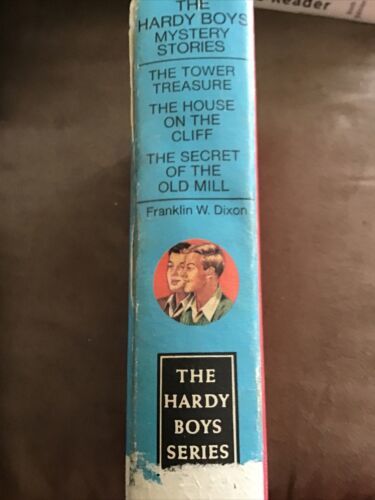 Reader
THE
HARDY BOYS
MYSTERY
STORIES
THE TOWER
TREASURE
THE HOUSE
ON THE
CLIFF
THE SECRET
OF THE
OLD MILL
Franklin W. Dixon
THE
HARDY
BOYS
SERIES